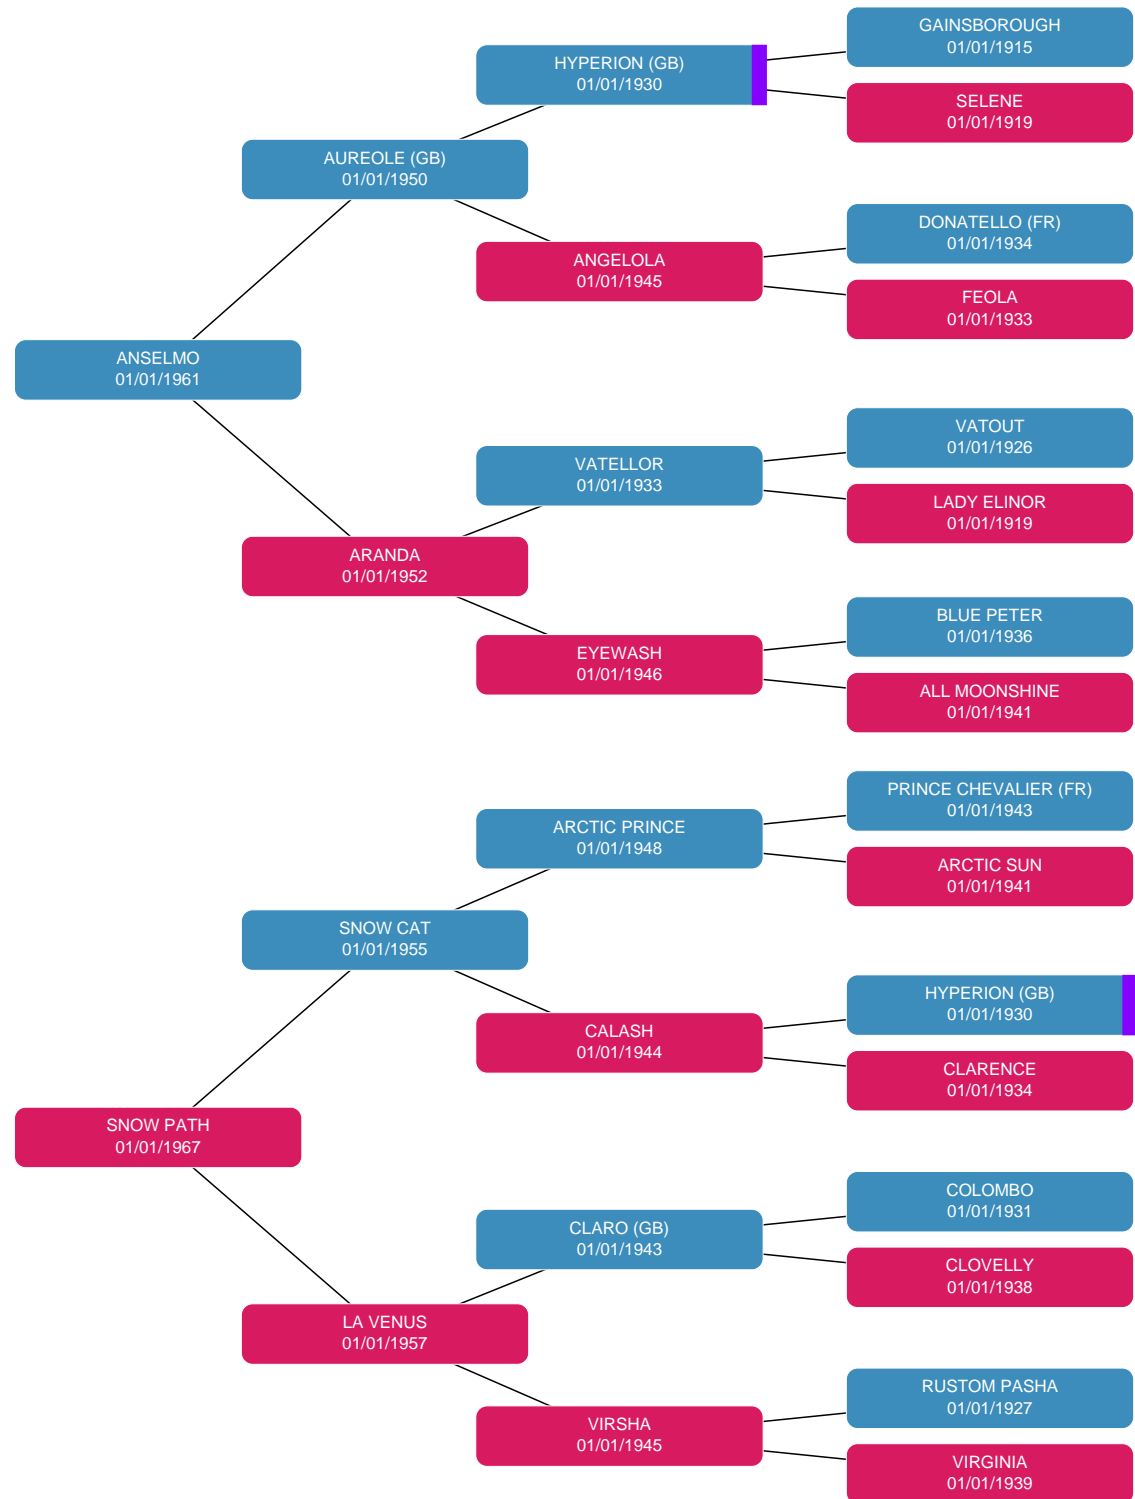 GAINSBOROUGH
01/01/1915
HYPERION (GB)
01/01/1930
SELENE
01/01/1919
AUREOLE (GB)
01/01/1950
DONATELLO (FR)
01/01/1934
ANGELOLA
01/01/1945
FEOLA
01/01/1933
ANSELMO
01/01/1961
VATOUT
01/01/1926
VATELLOR
01/01/1933
LADY ELINOR
01/01/1919
ARANDA
01/01/1952
BLUE PETER
01/01/1936
EYEWASH
01/01/1946
ALL MOONSHINE
01/01/1941
PRINCE CHEVALIER (FR)
01/01/1943
ARCTIC PRINCE
01/01/1948
ARCTIC SUN
01/01/1941
SNOW CAT
01/01/1955
HYPERION (GB)
01/01/1930
CALASH
01/01/1944
CLARENCE
01/01/1934
SNOW PATH
01/01/1967
COLOMBO
01/01/1931
CLARO (GB)
01/01/1943
CLOVELLY
01/01/1938
LA VENUS
01/01/1957
RUSTOM PASHA
01/01/1927
VIRSHA
01/01/1945
VIRGINIA
01/01/1939